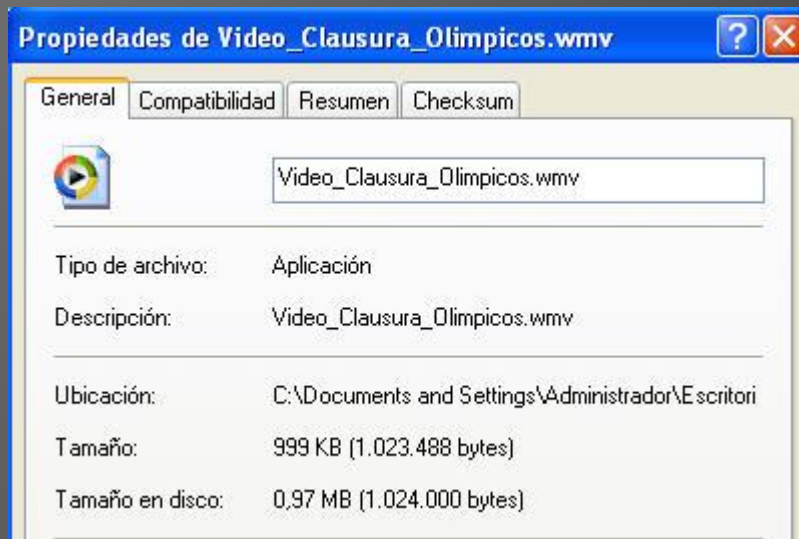 Propiedades de Video_Clausura_Olimpicos.wmv
General Compatibilidad Resumen Checksum
Video_Clausura_Olimpicos.wmv
Tipo de archivo: Aplicación
Descripción: Video_Clausura_Olimpicos.wmv
Ubicación: C:\Documents and Settings\Administrador\Escritori
Tamaño: 999 KB (1.023.488 bytes)
Tamaño en disco: 0,97 MB (1.024.000 bytes)